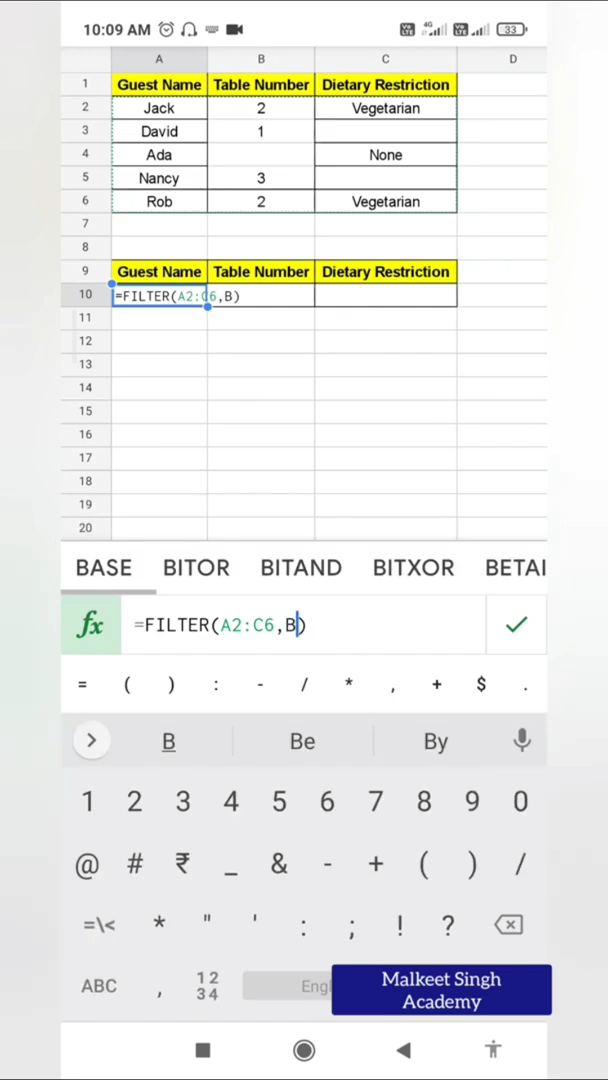 10:09 AM 4G 33
A B C D
1 Guest Name Table Number Dietary Restriction
2 Jack 2 Vegetarian
3 David 1
4 Ada None
5 Nancy 3
6 Rob 2 Vegetarian
7
8
9 Guest Name Table Number Dietary Restriction
10 =FILTER(A2:C6,B)
11
12
13
14
15
16
17
18
19
20
BASE BITOR BITAND BITXOR BETAI
fx =FILTER(A2:C6,B)
= ( ) : - / * , + $ .
B Be By
1 2 3 4 5 6 7 8 9 0
@ # ₹ _ & - + ( ) /
=\< * " ' : ; ! ?
ABC , 12 34 Engl
Malkeet Singh
Academy